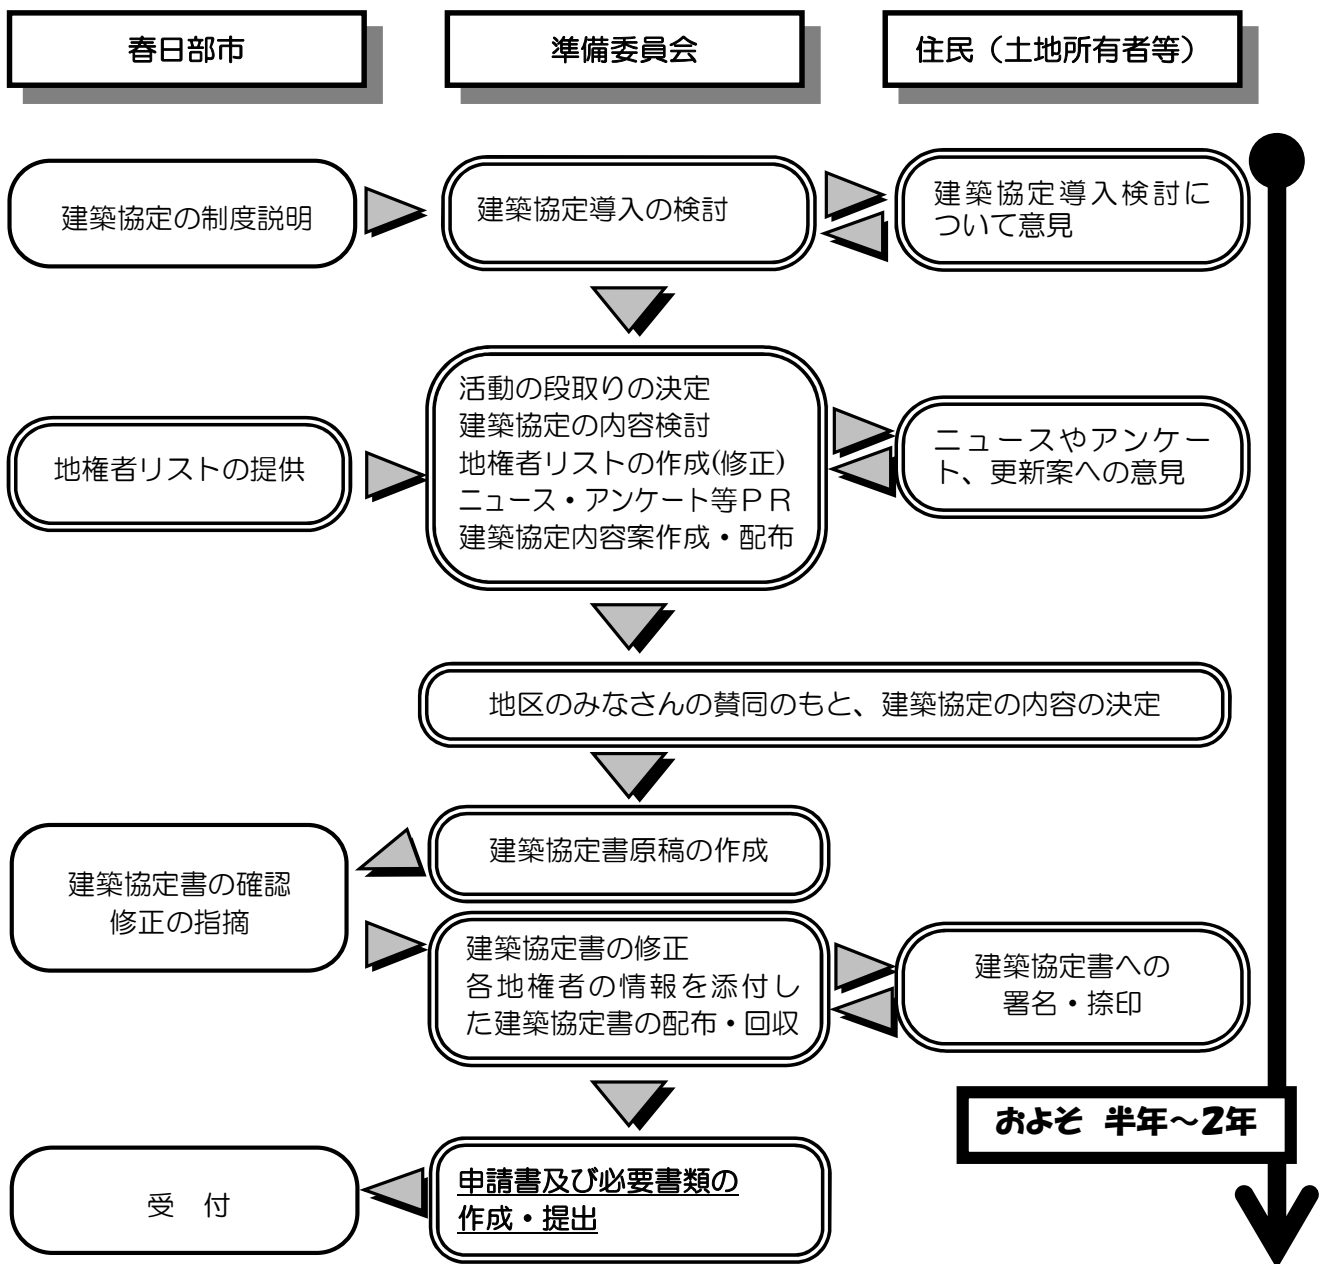 春日部市
準備委員会
住民（土地所有者等）
建築協定の制度説明
建築協定導入の検討
建築協定導入検討に
ついて意見
地権者リストの提供
活動の段取りの決定
建築協定の内容検討
地権者リストの作成(修正)
ニュース・アンケート等ＰＲ
建築協定内容案作成・配布
ニュースやアンケー
ト、更新案への意見
地区のみなさんの賛同のもと、建築協定の内容の決定
建築協定書原稿の作成
建築協定書の確認
修正の指摘
建築協定書の修正
各地権者の情報を添付し
た建築協定書の配布・回収
建築協定書への
署名・捺印
およそ 半年～2年
申請書及び必要書類の
作成・提出
受　付